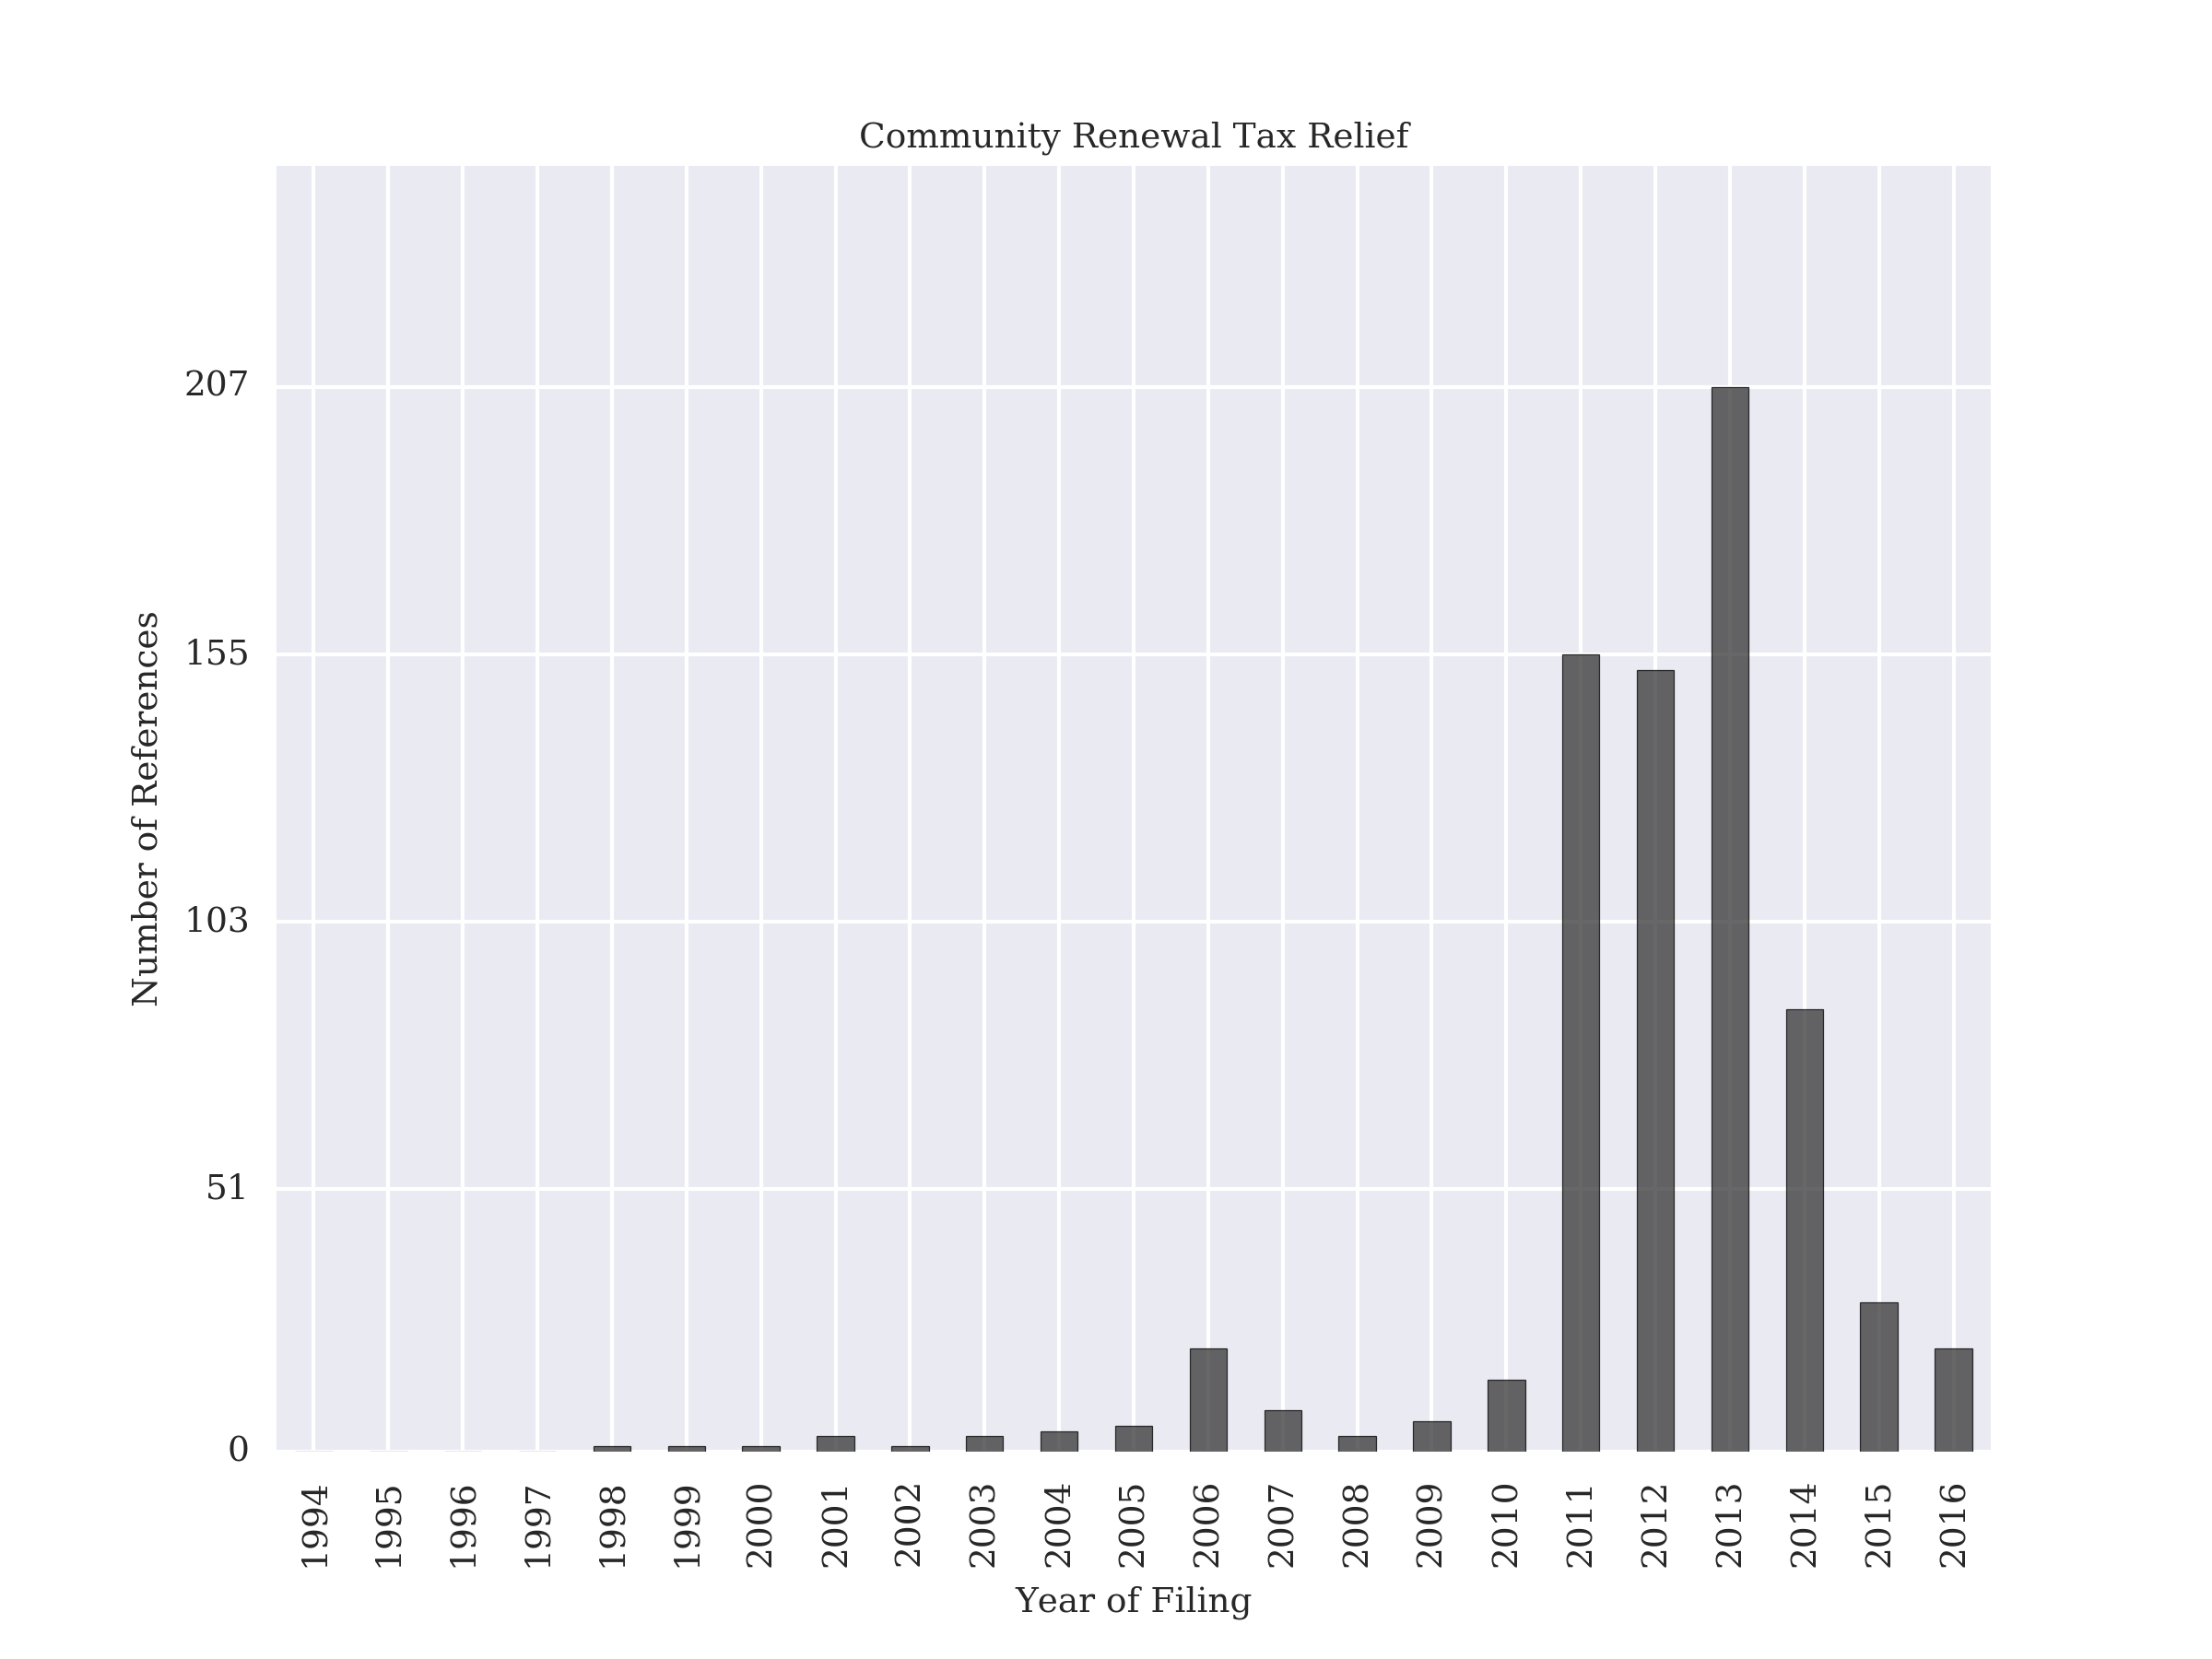 Community Renewal Tax Relief
Number of References
207
155
103
51
0
1994 1995 1996 1997 1998 1999 2000 2001 2002 2003 2004 2005 2006 2007 2008 2009 2010 2011 2012 2013 2014 2015 2016
Year of Filing